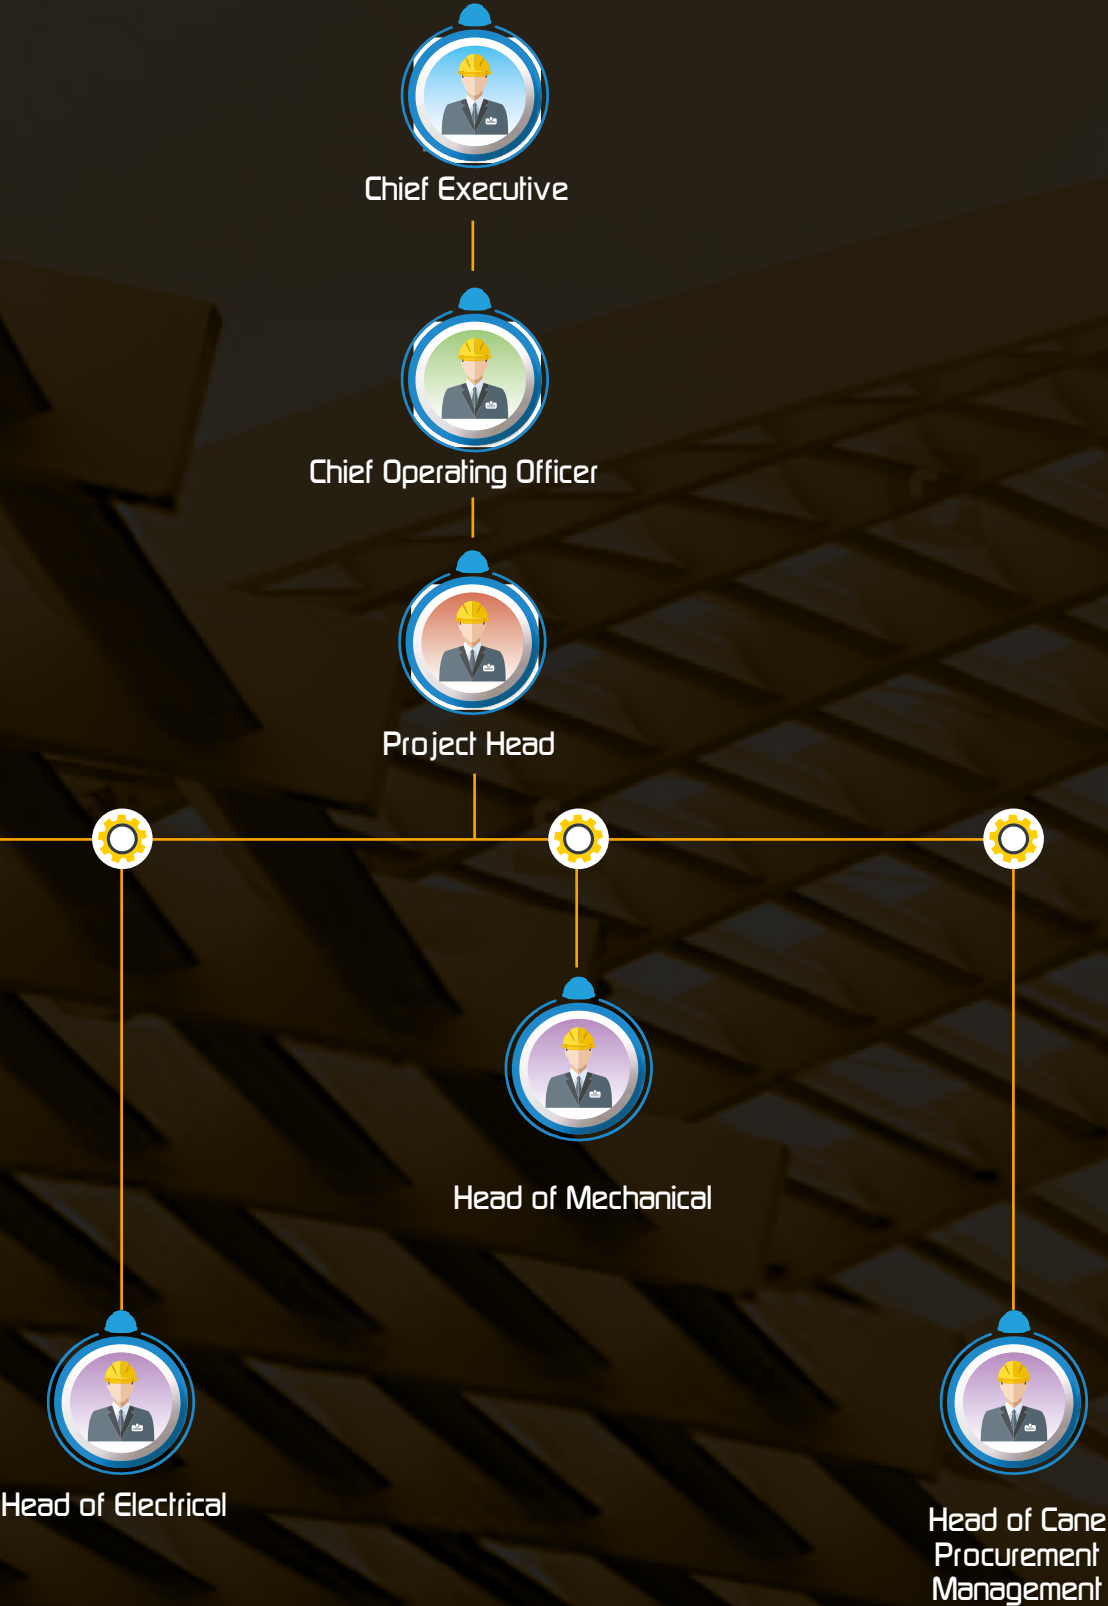 Chief Executive
Chief Operating Officer
Project Head
Head of Mechanical
Head of Electrical
Head of Cane
Procurement
Management